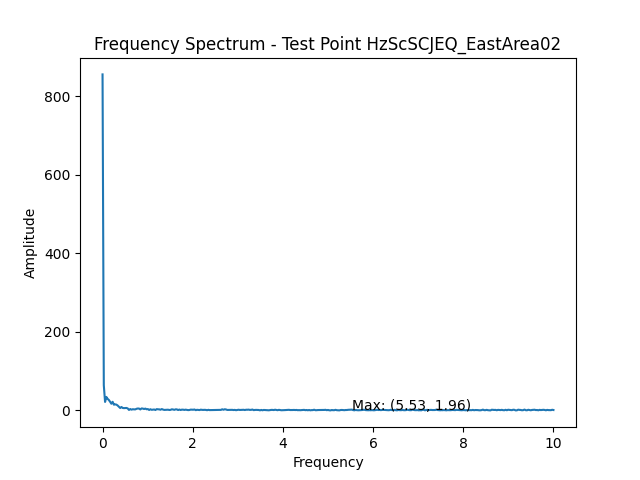 Frequency Spectrum - Test Point HzScSCJEQ_EastArea02
Amplitude
800
600
400
200
0
Max: (5.53, 1.96)
0 2 4 6 8 10
Frequency